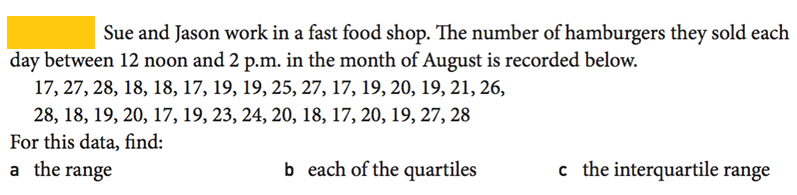 Sue and Jason work in a fast food shop. The number of hamburgers they sold each
day between 12 noon and 2 p.m. in the month of August is recorded below.
17, 27, 28, 18, 18, 17, 19, 19, 25, 27, 17, 19, 20, 19, 21, 26,
28, 18, 19, 20, 17, 19, 23, 24, 20, 18, 17, 20, 19, 27, 28
For this data, find:
a the range b each of the quartiles c the interquartile range